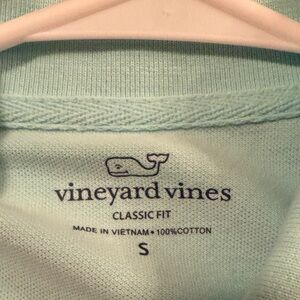 vineyard vines
CLASSIC FIT
MADE IN VIETNAM • 100%COTTON
S